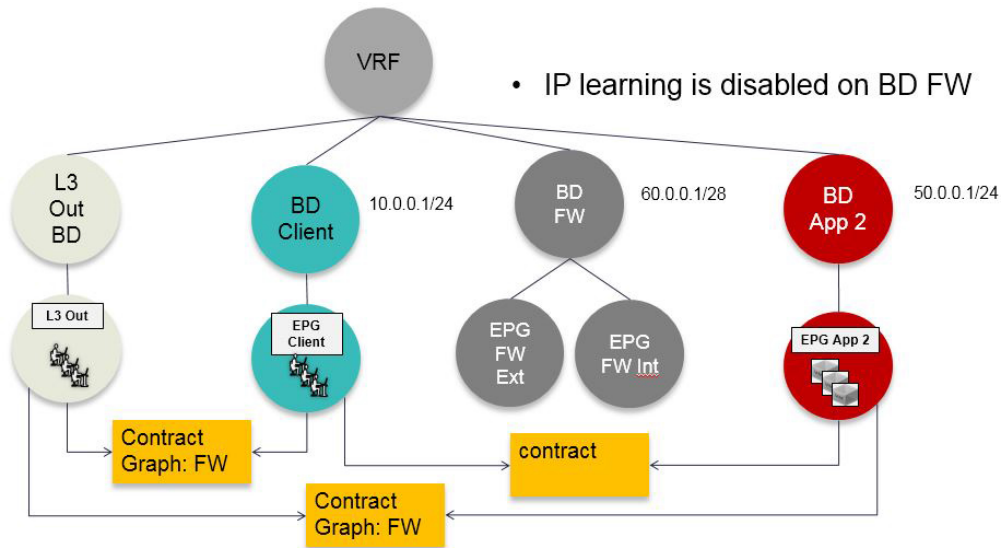 VRF
• IP learning is disabled on BD FW
L3
Out
BD
BD
Client
10.0.0.1/24
BD
FW
60.0.0.1/28
BD
App 2
50.0.0.1/24
L3 Out
EPG
Client
EPG
FW
Ext
EPG
FW Int
EPG App 2
Contract
Graph: FW
contract
Contract
Graph: FW